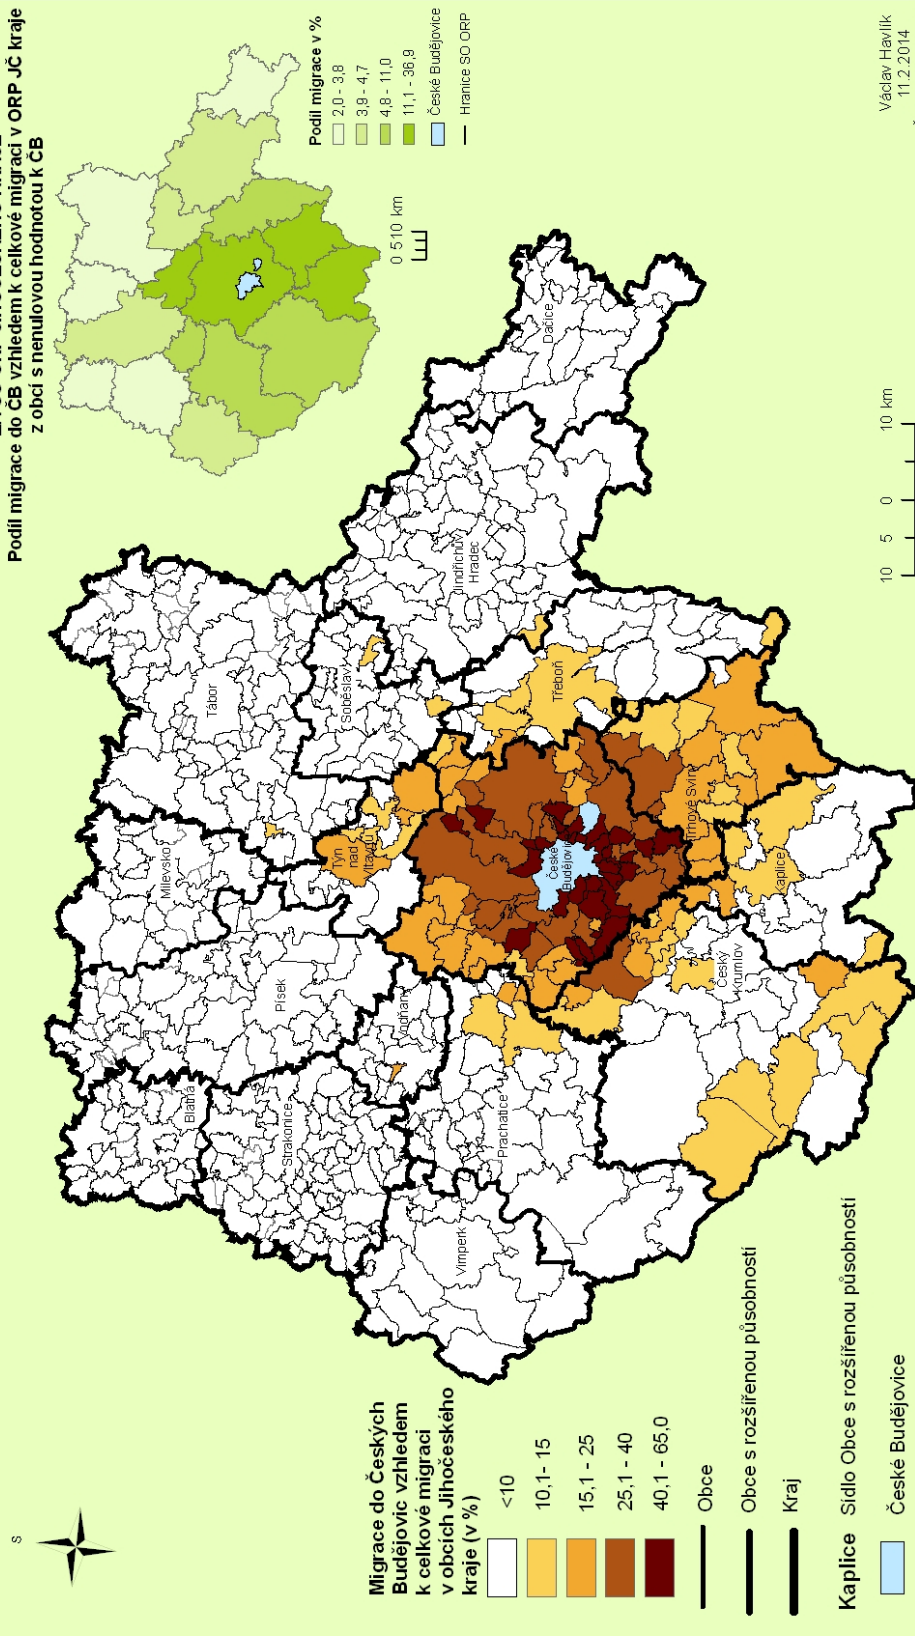 Podíl migrace do ČB vzhledem k celkové migraci v ORP JČ kraje
z obcí s nenulovou hodnotou k ČB
Podíl migrace v %
2,0 - 3,8
3,9 - 4,7
4,8 - 11,0
11,1 - 36,9
České Budějovice
Hranice SO ORP
0 510 km
S
Milevsko
Tábor
Blatná
Písek
Strakonice
Soběslav
Týn
nad
Vltavou
Vodňany
Jindřichův
Hradec
Dačice
Vimperk
Prachatice
České
Budějovice
Třeboň
Trhové Sviny
Český
Krumlov
Kaplice
Migrace do Českých
Budějovic vzhledem
k celkové migraci
v obcích Jihočeského
kraje (v %)
<10
10,1- 15
15,1 - 25
25,1 - 40
40,1 - 65,0
Obce
Obce s rozšířenou působností
Kraj
Kaplice Sídlo Obce s rozšířenou působností
České Budějovice
10 5 0 10 km
Václav Havlík
11.2.2014